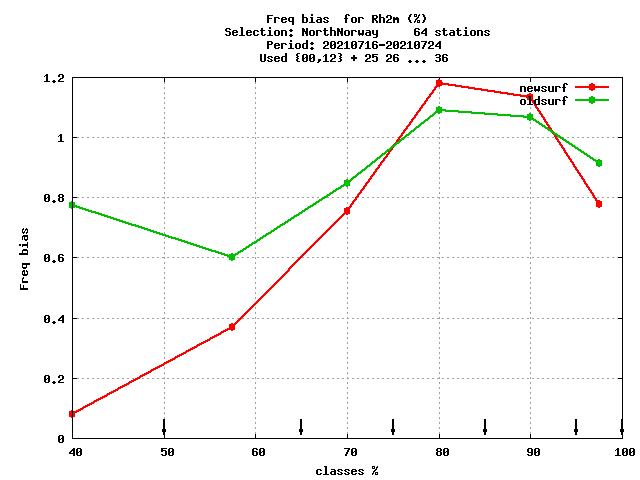 Freq bias  for Rh2m (%)
Selection: NorthNorway     64 stations
Period: 20210716-20210724
Used {00,12} + 25 26 ... 36
newsurf
oldsurf
1.2
1
0.8
0.6
0.4
0.2
0
Freq bias
40 50 60 70 80 90 100
classes %